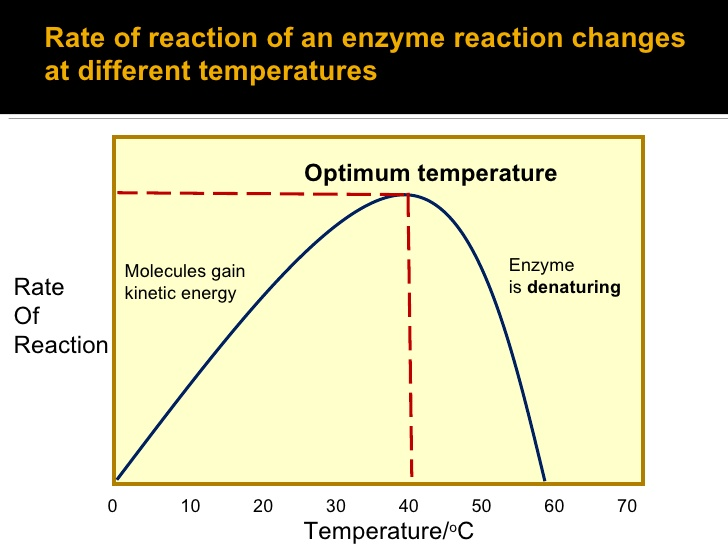 Rate of reaction of an enzyme reaction changes
at different temperatures
Optimum temperature
Molecules gain
kinetic energy
Enzyme
is denaturing
Rate
Of
Reaction
0 10 20 30 40 50 60 70
Temperature/°C